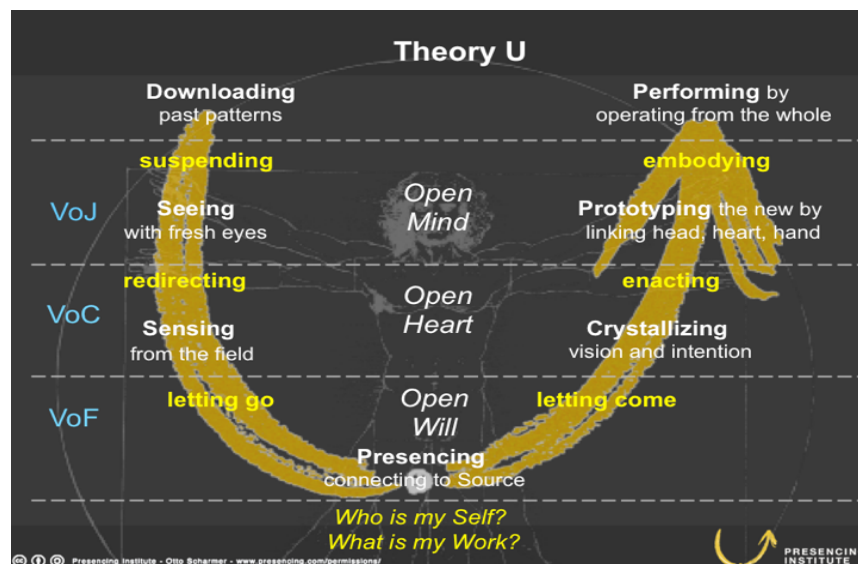 Theory U
Downloading
past patterns
Performing by
operating from the whole
suspending
embodying
VoJ
Seeing
with fresh eyes
Open
Mind
Prototyping the new by
linking head, heart, hand
redirecting
enacting
VoC
Sensing
from the field
Open
Heart
Crystallizing
vision and intention
letting go
letting come
VoF
Open
Will
Presencing
connecting to Source
Who is my Self?
What is my Work?
Presencing Institute - Otto Scharmer - www.presencing.com/permissions/
PRESENCIN
INSTITUTE